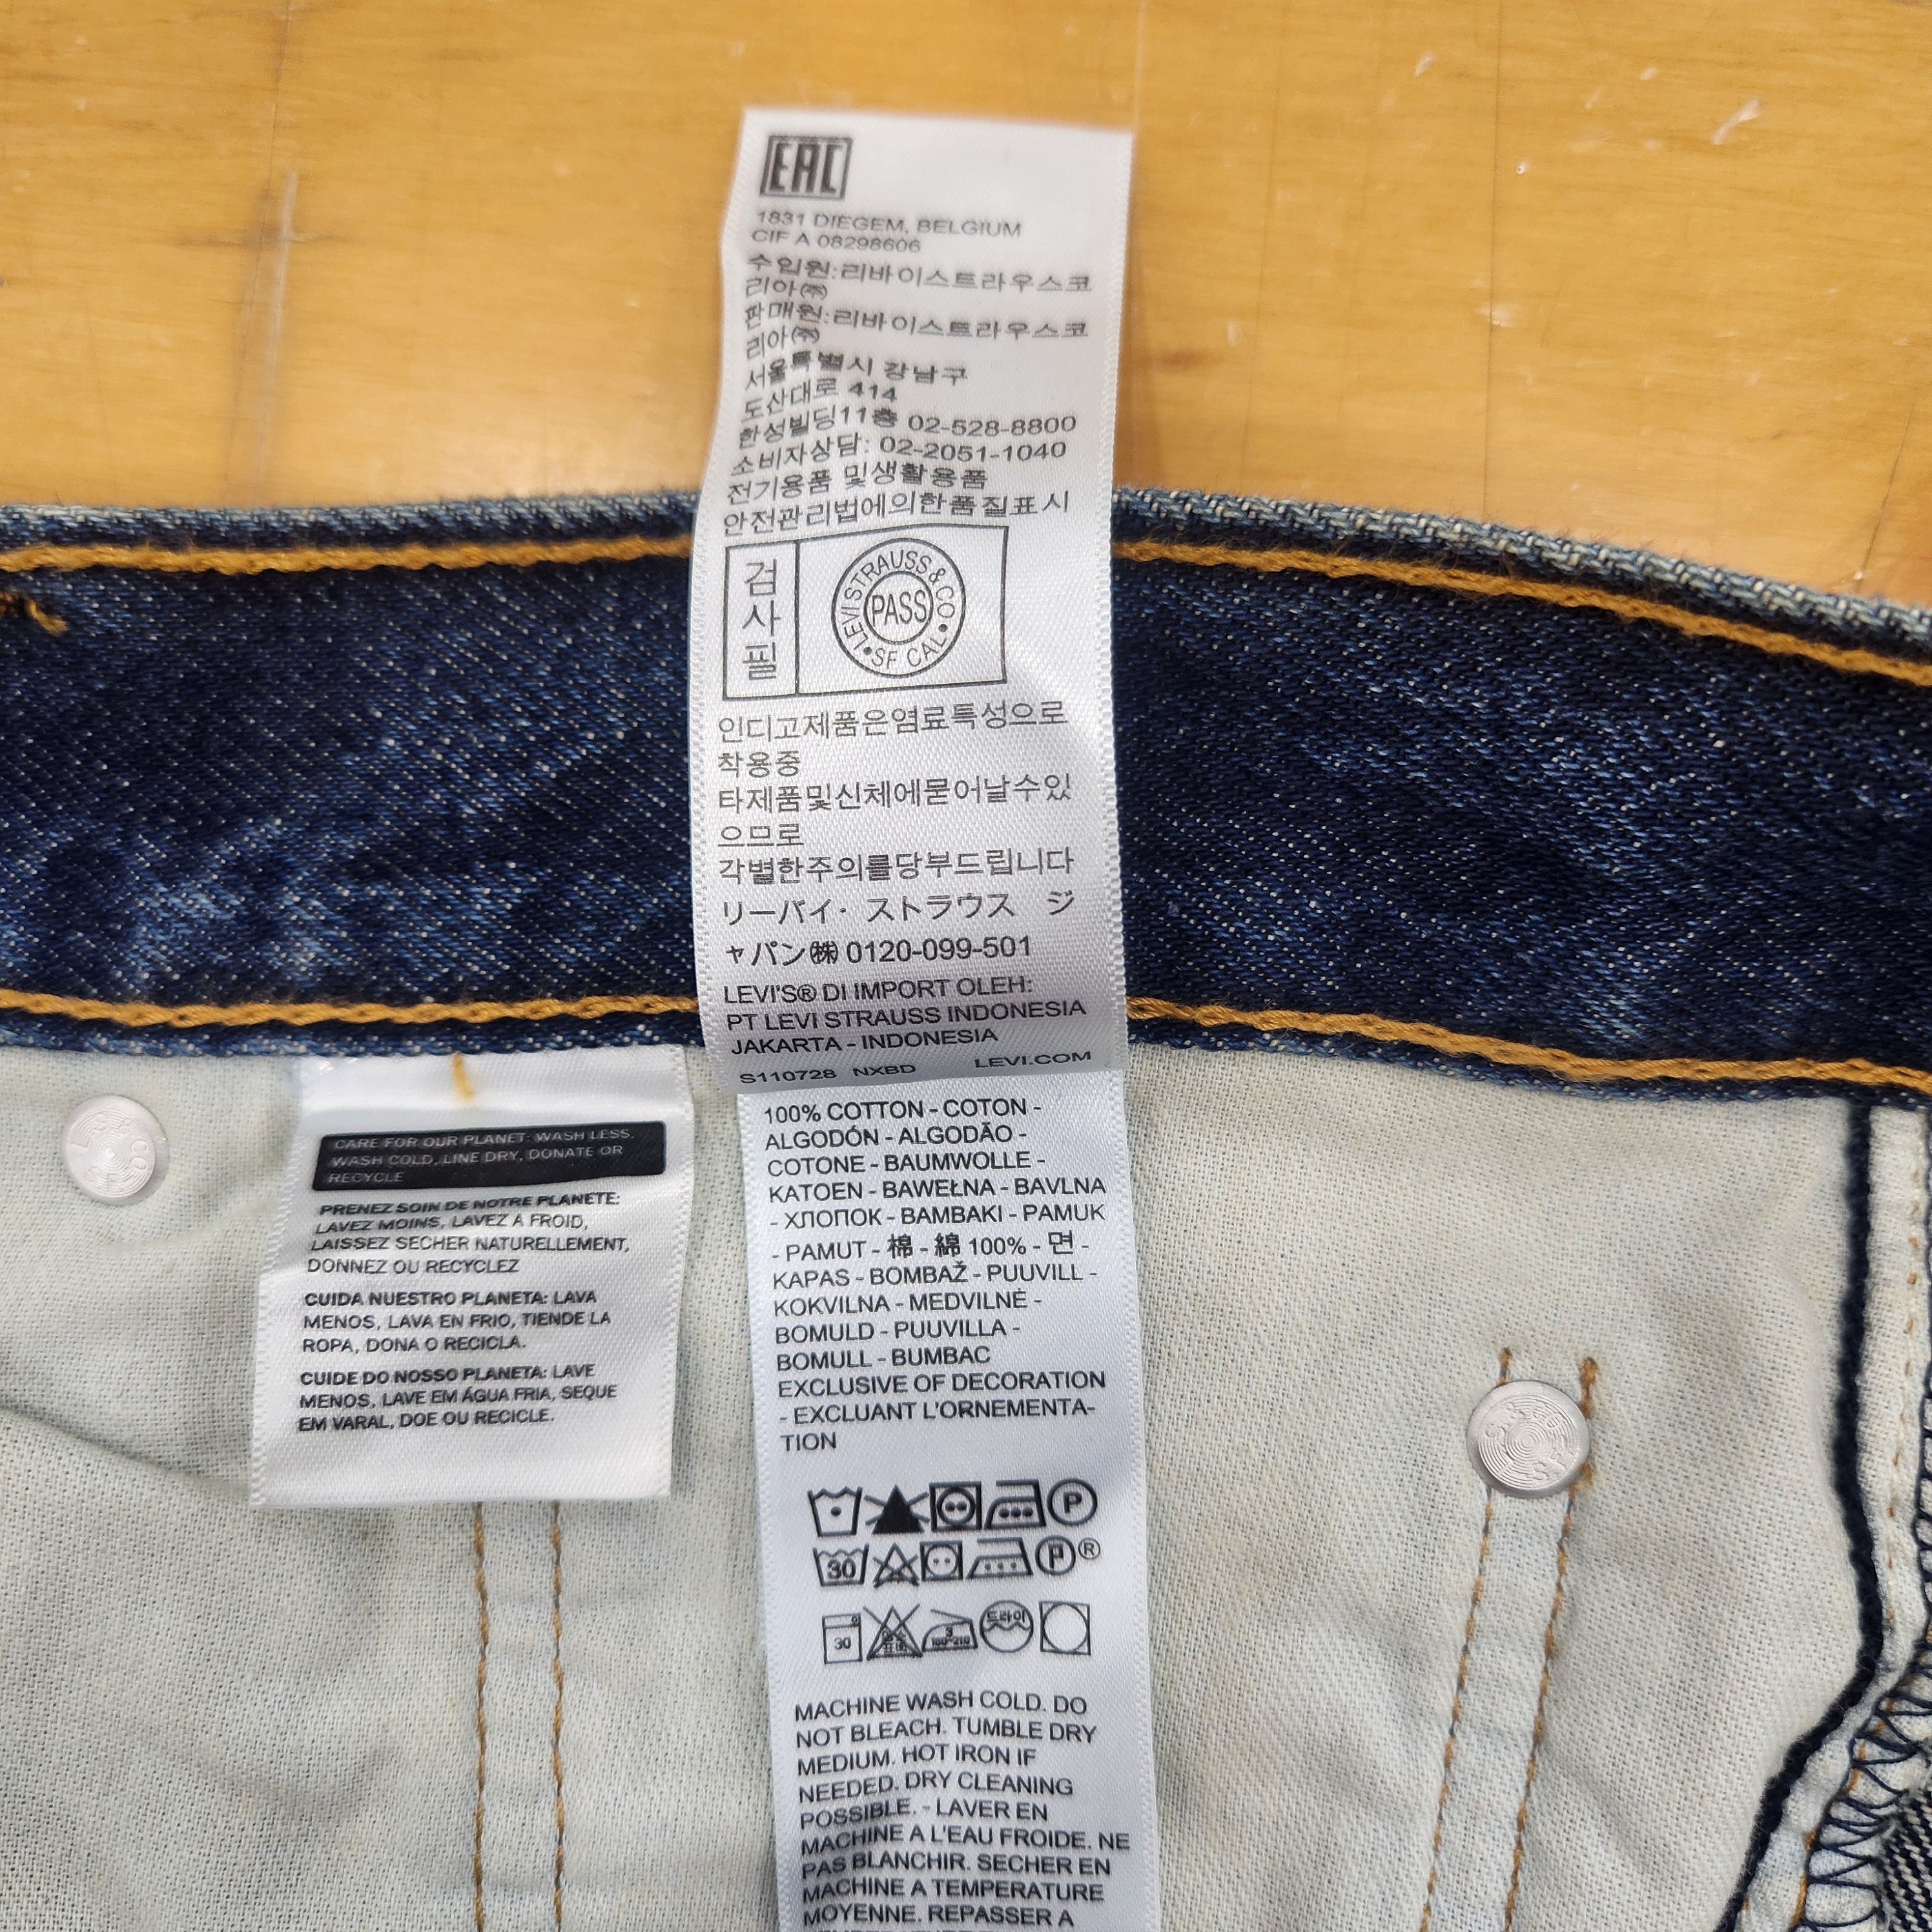 EAC
1831 DIEGEM, BELGIUM
CIF A 08298606
수입원:리바이스트라우스코
리아㈜
판매원:리바이스트라우스코
리아㈜
서울특별시 강남구
도산대로 414
한성빌딩11층 02-528-8800
소비자상담: 02-2051-1040
전기용품 및생활용품
안전관리법에의한품질표시
검
사
필
LEVI STRAUSS & CO.
PASS
SF CAL
인디고제품은염료특성으로
착용중
타제품및신체에묻어날수있
으므로
각별한주의를당부드립니다
リーバイ・ ストラウス ジ
ャパン㈱ 0120-099-501
LEVI'S® DI IMPORT OLEH:
PT LEVI STRAUSS INDONESIA
JAKARTA - INDONESIA
S110728 NXBD LEVI.COM
CARE FOR OUR PLANET: WASH LESS,
WASH COLD, LINE DRY, DONATE OR
RECYCLE
PRENEZ SOIN DE NOTRE PLANETE:
LAVEZ MOINS, LAVEZ A FROID,
LAISSEZ SECHER NATURELLEMENT,
DONNEZ OU RECYCLEZ
CUIDA NUESTRO PLANETA: LAVA
MENOS, LAVA EN FRIO, TIENDE LA
ROPA, DONA O RECICLA.
CUIDE DO NOSSO PLANETA: LAVE
MENOS, LAVE EM ÁGUA FRIA, SEQUE
EM VARAL, DOE OU RECICLE.
100% COTTON - COTON -
ALGODÓN - ALGODÃO -
COTONE - BAUMWOLLE -
KATOEN - BAWEŁNA - BAVLNA
- ХЛОПОК - BAMBAKI - PAMUK
- PAMUT - 棉 - 綿 100% - 면 -
KAPAS - BOMBAŽ - PUUVILL -
KOKVILNA - MEDVILNĖ -
BOMULD - PUUVILLA -
BOMULL - BUMBAC
EXCLUSIVE OF DECORATION
- EXCLUANT L'ORNEMENTA-
TION
P
30 P ®
30 3 180~210 드라이
MACHINE WASH COLD. DO
NOT BLEACH. TUMBLE DRY
MEDIUM. HOT IRON IF
NEEDED. DRY CLEANING
POSSIBLE. - LAVER EN
MACHINE A L'EAU FROIDE. NE
PAS BLANCHIR. SECHER EN
MACHINE A TEMPERATURE
MOYENNE. REPASSER A